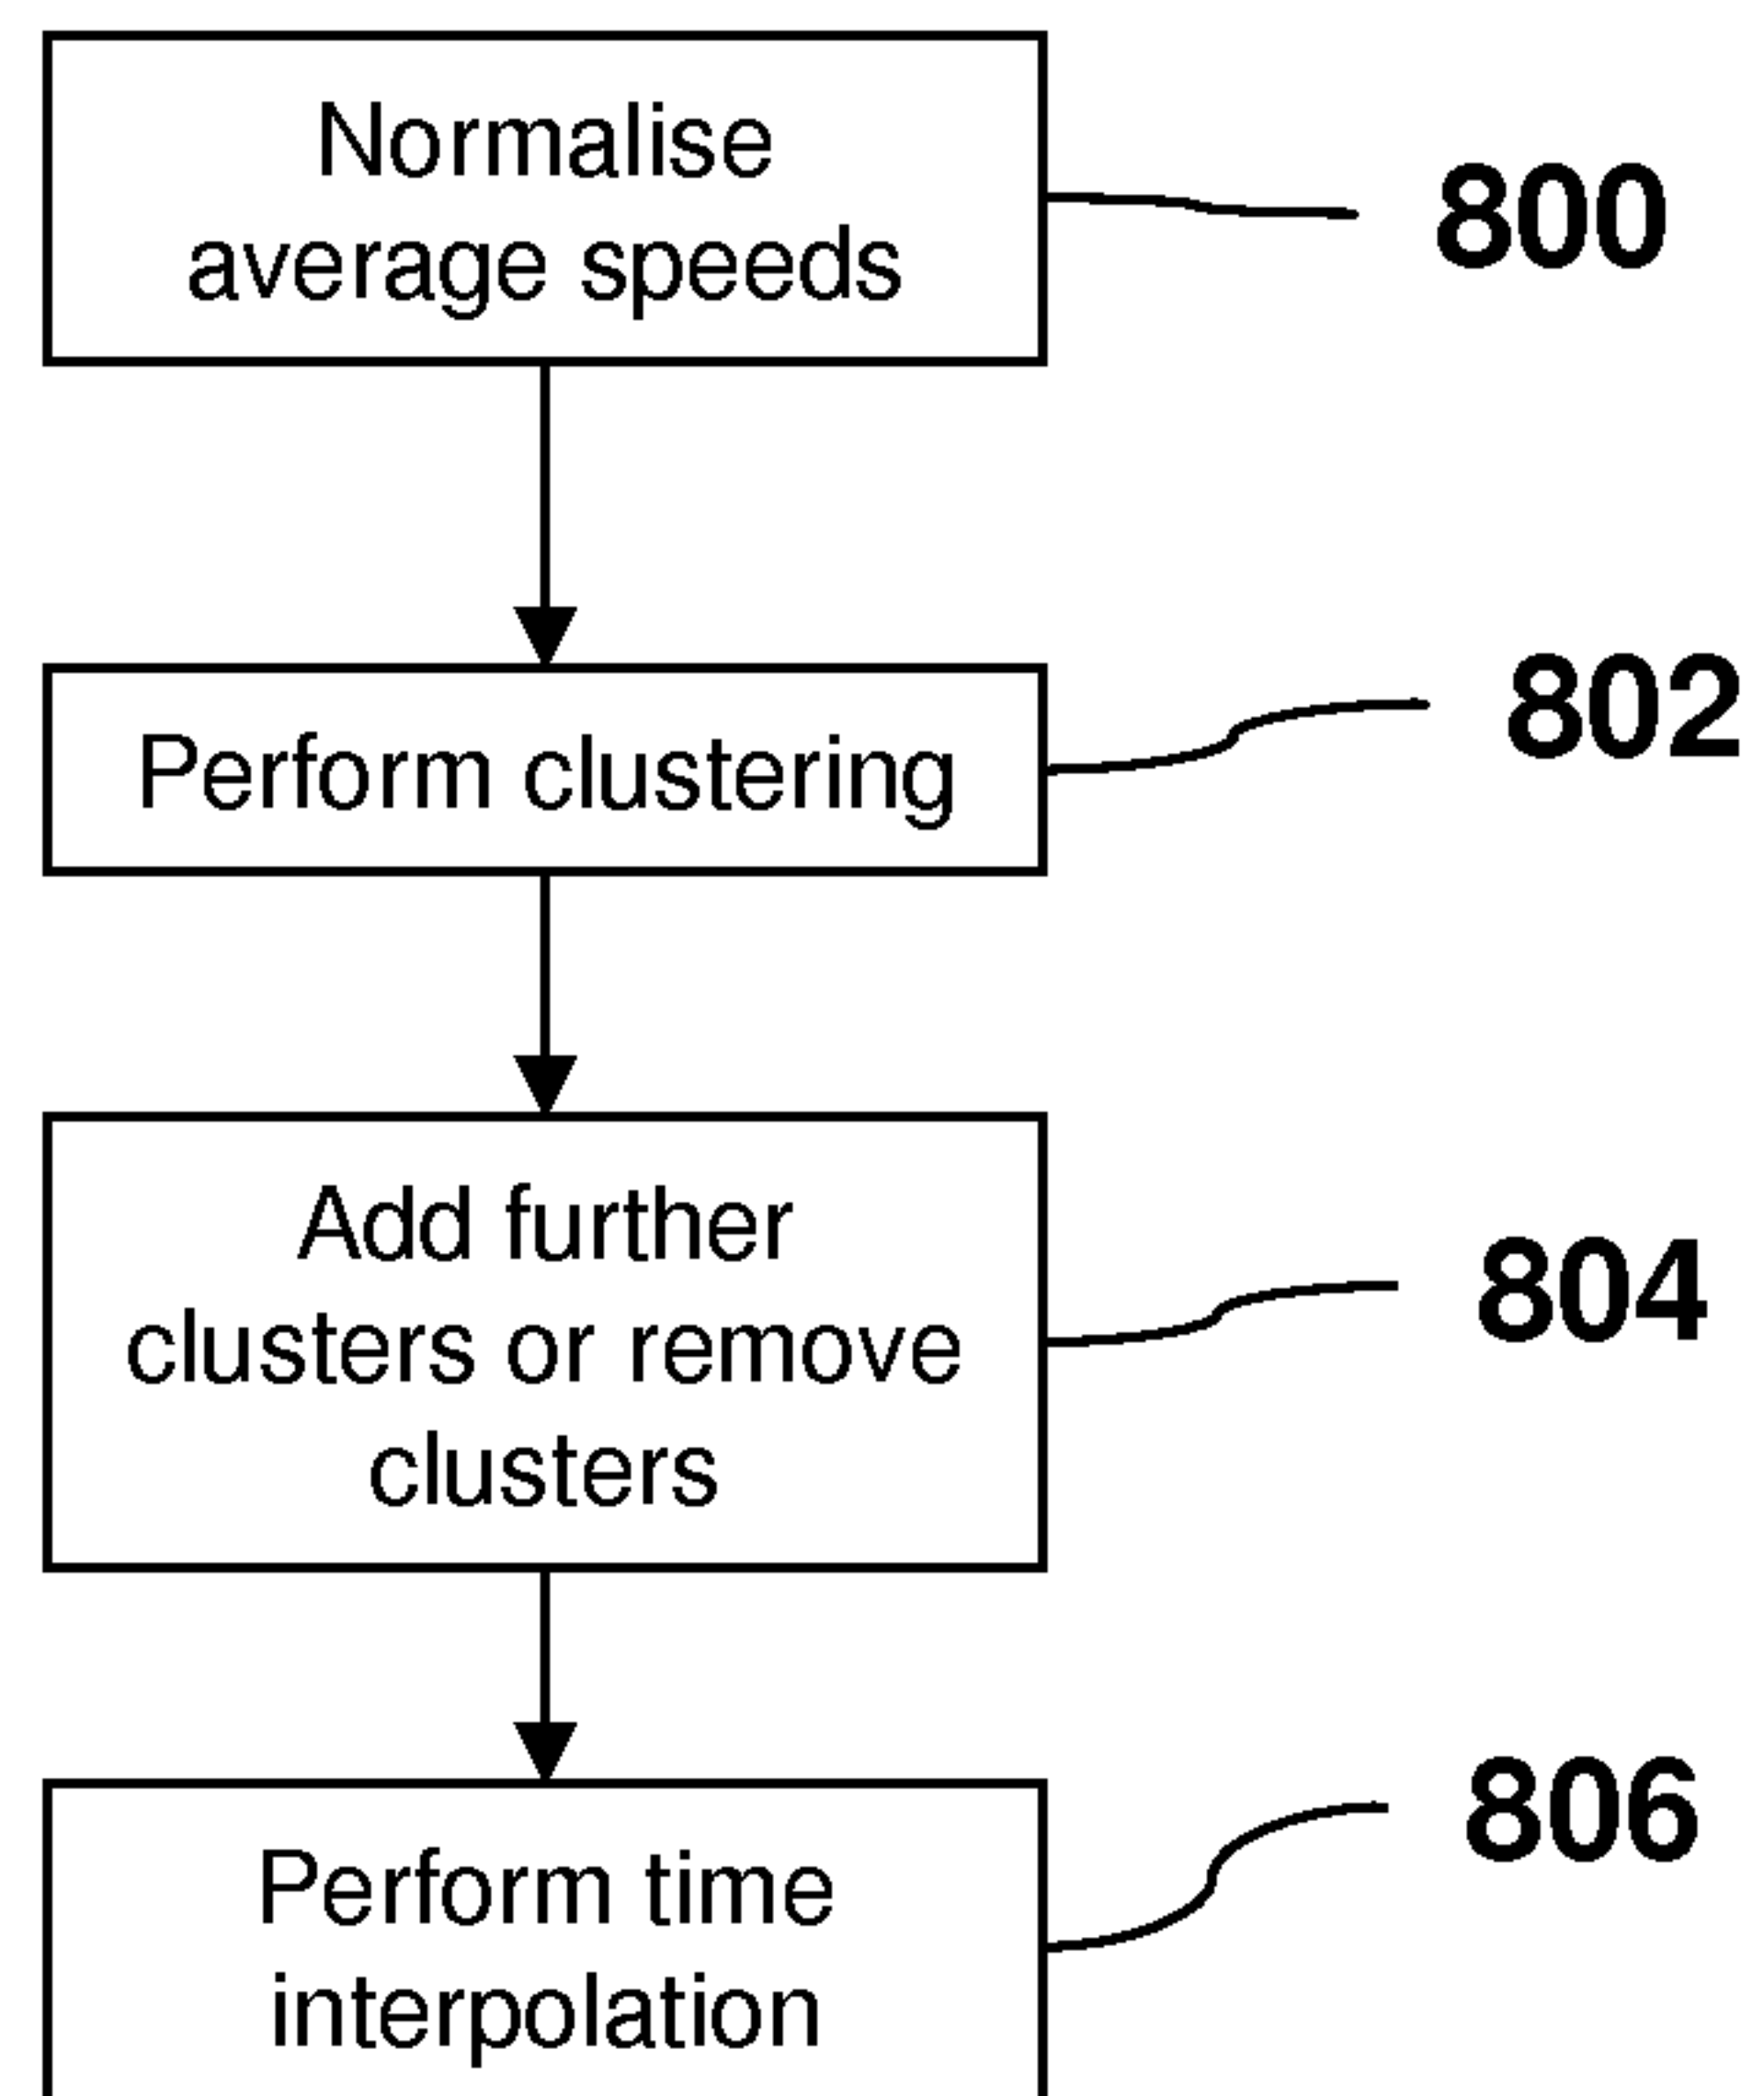 Normalise
average speeds
800
Perform clustering
802
Add further
clusters or remove
clusters
804
Perform time
interpolation
806